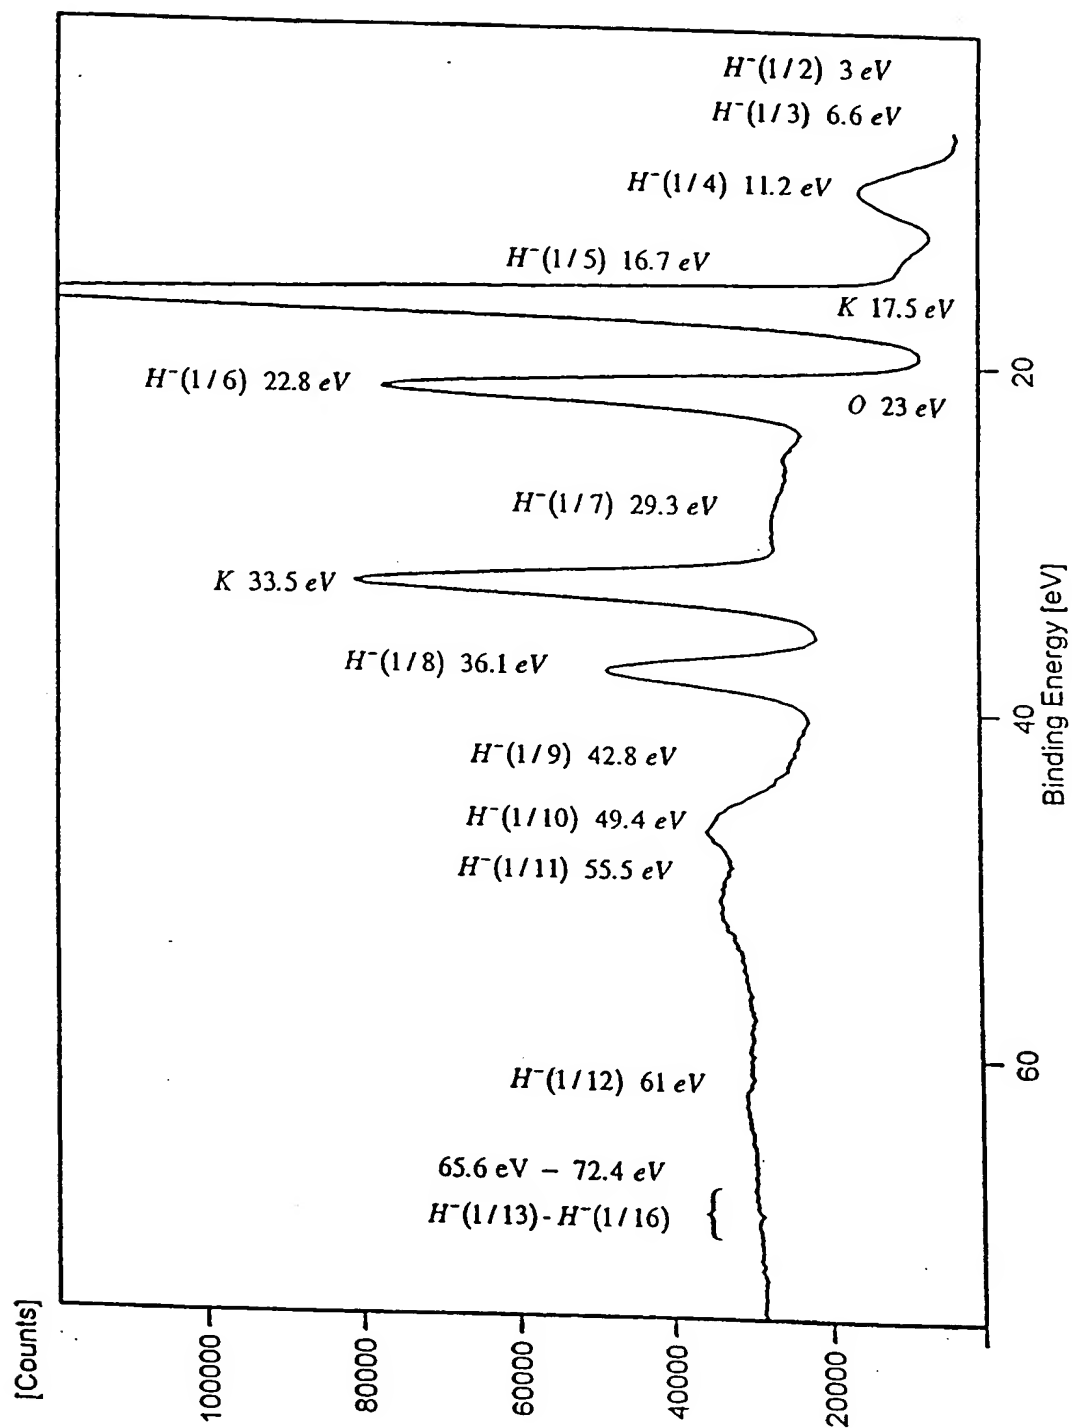 H⁻(1/2) 3 eV
H⁻(1/3) 6.6 eV
H⁻(1/4) 11.2 eV
H⁻(1/5) 16.7 eV
K 17.5 eV
H⁻(1/6) 22.8 eV
O 23 eV
H⁻(1/7) 29.3 eV
K 33.5 eV
H⁻(1/8) 36.1 eV
H⁻(1/9) 42.8 eV
H⁻(1/10) 49.4 eV
H⁻(1/11) 55.5 eV
H⁻(1/12) 61 eV
65.6 eV – 72.4 eV
H⁻(1/13)-H⁻(1/16) {
20
40
60
Binding Energy [eV]
[Counts]
100000
80000
60000
40000
20000